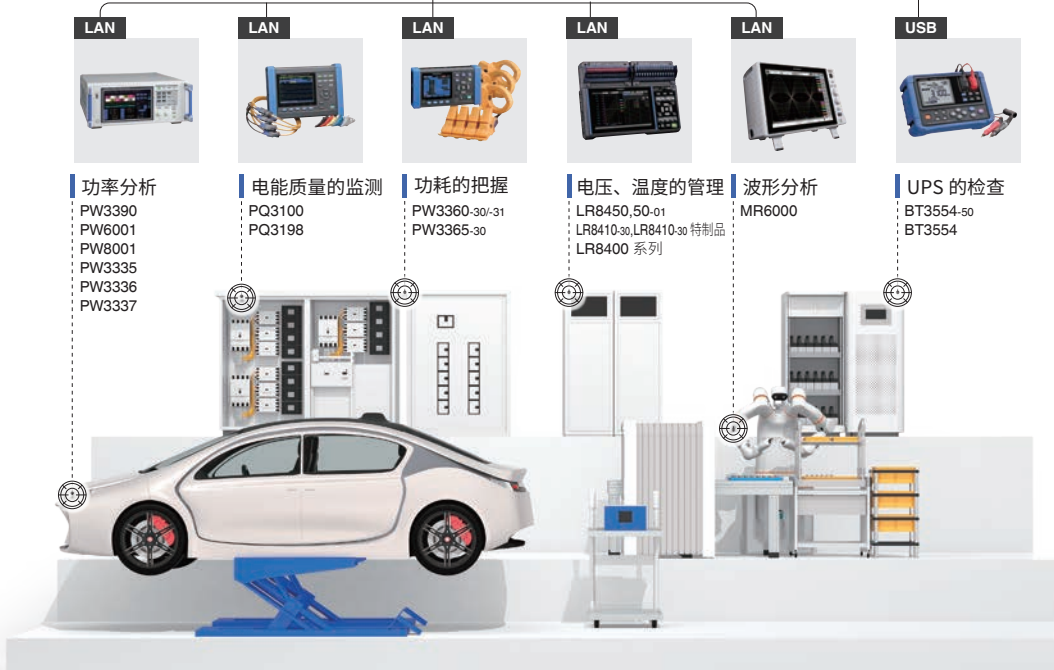 LAN
LAN
LAN
LAN
LAN
USB
功率分析
PW3390
PW6001
PW8001
PW3335
PW3336
PW3337
电能质量的监测
PQ3100
PQ3198
功耗的把握
PW3360-30/-31
PW3365-30
电压、温度的管理
LR8450,50-01
LR8410-30,LR8410-30 特制品
LR8400 系列
波形分析
MR6000
UPS 的检查
BT3554-50
BT3554